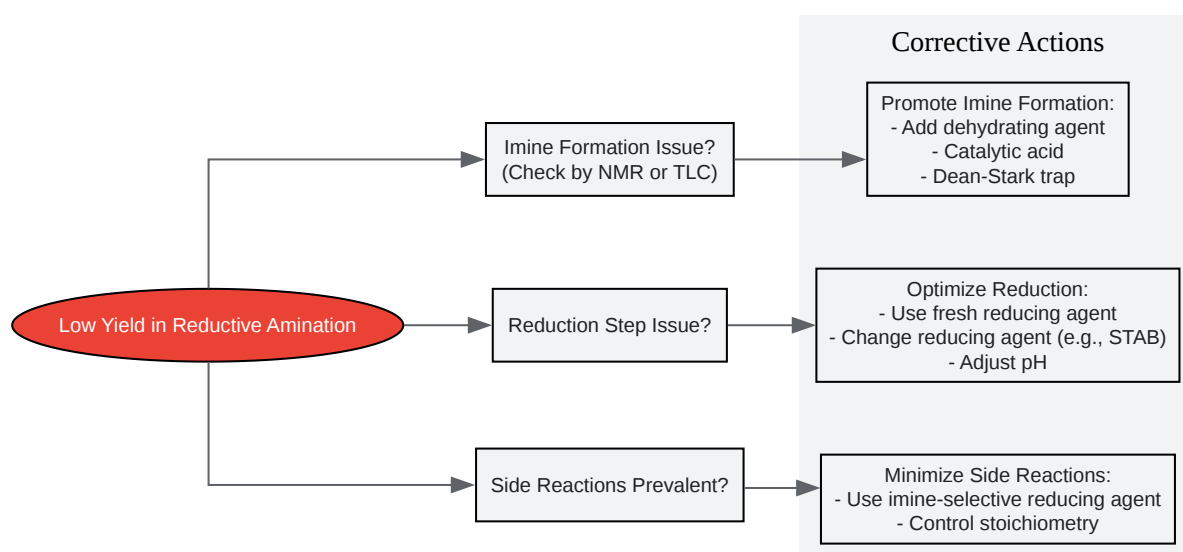 Corrective Actions
Promote Imine Formation:
- Add dehydrating agent
- Catalytic acid
- Dean-Stark trap
Imine Formation Issue?
(Check by NMR or TLC)
Low Yield in Reductive Amination
Reduction Step Issue?
Optimize Reduction:
- Use fresh reducing agent
- Change reducing agent (e.g., STAB)
- Adjust pH
Side Reactions Prevalent?
Minimize Side Reactions:
- Use imine-selective reducing agent
- Control stoichiometry